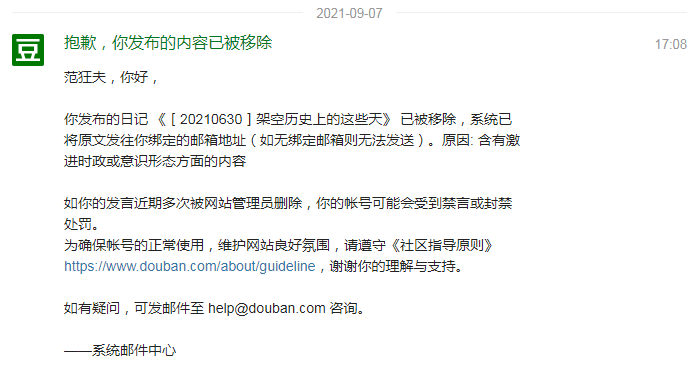 2021-09-07
豆
抱歉，你发布的内容已被移除
17:08
范狂夫，你好，
你发布的日记 《［20210630］架空历史上的这些天》 已被移除，系统已
将原文发往你绑定的邮箱地址（如无绑定邮箱则无法发送）。原因: 含有激
进时政或意识形态方面的内容
如你的发言近期多次被网站管理员删除，你的帐号可能会受到禁言或封禁
处罚。
为确保帐号的正常使用，维护网站良好氛围，请遵守《社区指导原则》
https://www.douban.com/about/guideline，谢谢你的理解与支持。
如有疑问，可发邮件至 help@douban.com 咨询。
——系统邮件中心